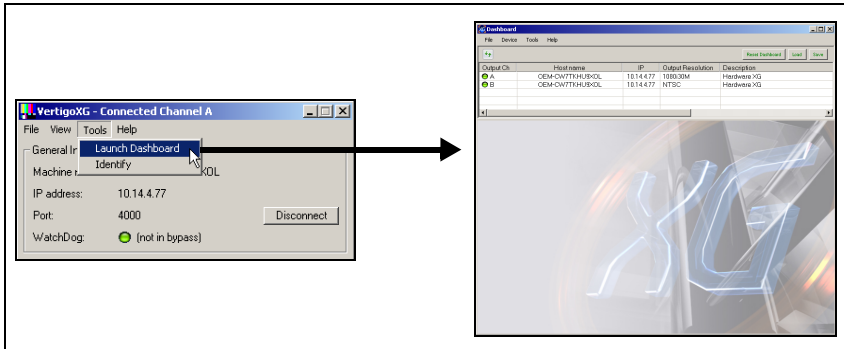 VertigoXG - Connected Channel A
File View Tools Help
General In
Launch Dashboard
Identify
Machine n XOL
IP address: 10.14.4.77
Port: 4000 Disconnect
WatchDog: (not in bypass)
Dashboard
File Device Tools Help
Reset Dashboard Load Save
Output Ch Host name IP Output Resolution Description
A OEM-CW7TKHU9XOL 10.14.4.77 1080i30M Hardware XG
B OEM-CW7TKHU9XOL 10.14.4.77 NTSC Hardware XG
XG